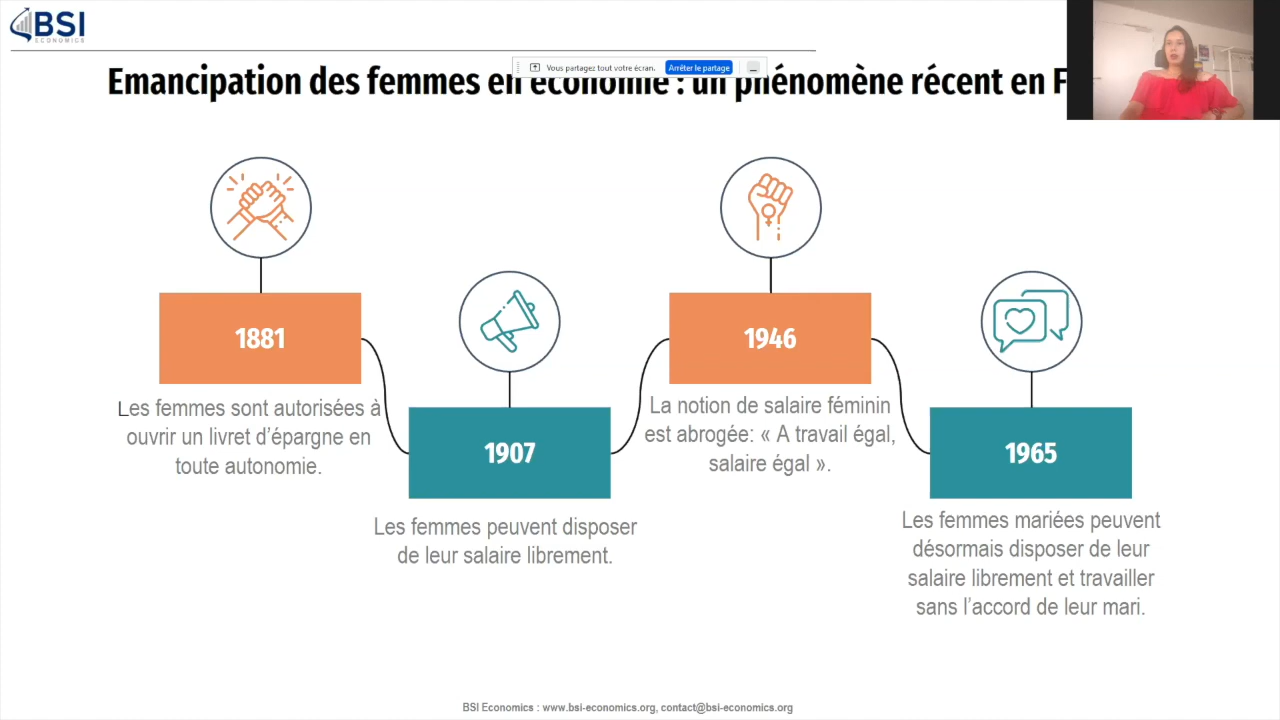 BSI
ECONOMICS
Vous partagez tout votre écran. Arrêter le partage
Emancipation des femmes en économie : un phénomène récent en F
1881
Les femmes sont autorisées à
ouvrir un livret d’épargne en
toute autonomie.
1907
Les femmes peuvent disposer
de leur salaire librement.
1946
La notion de salaire féminin
est abrogée: « A travail égal,
salaire égal ».
1965
Les femmes mariées peuvent
désormais disposer de leur
salaire librement et travailler
sans l’accord de leur mari.
BSI Economics : www.bsi-economics.org, contact@bsi-economics.org